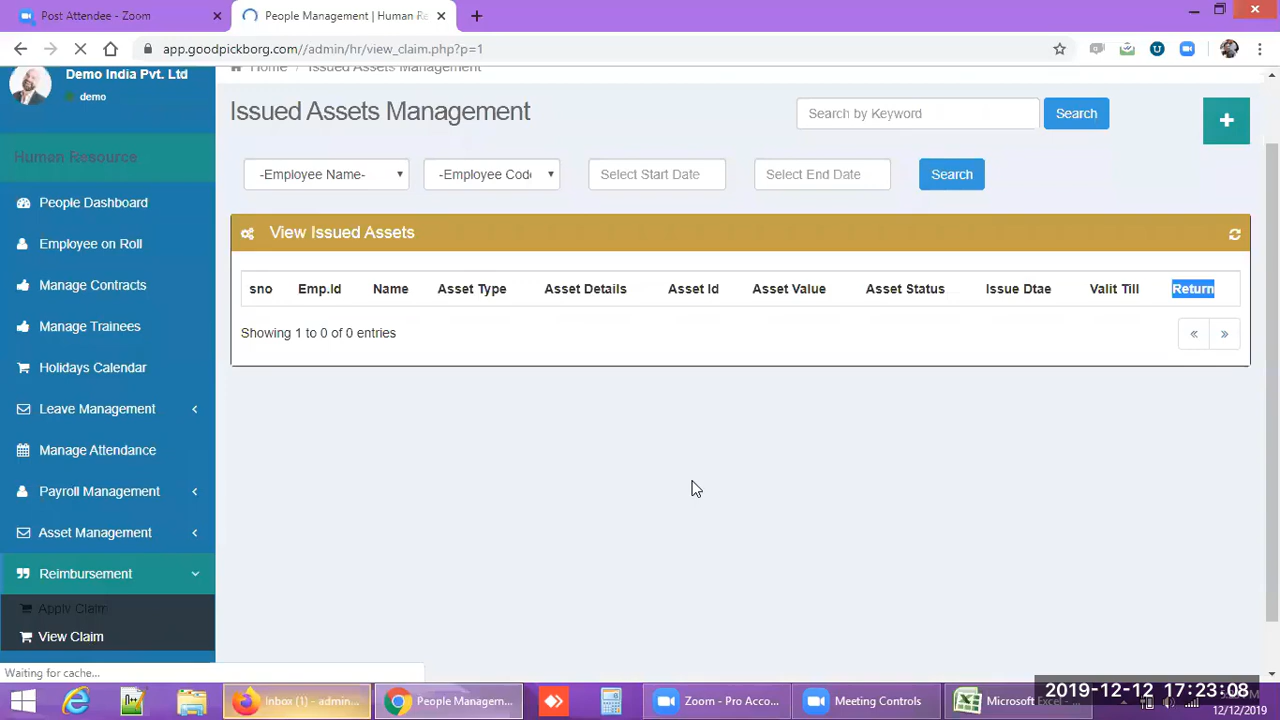 Post Attendee - Zoom
People Management | Human Re
app.goodpickborg.com//admin/hr/view_claim.php?p=1
Demo India Pvt. Ltd
demo
Home / Issued Assets Management
Issued Assets Management
Search by Keyword
Search
-Employee Name-
-Employee Code
Select Start Date
Select End Date
Search
Human Resource
People Dashboard
Employee on Roll
Manage Contracts
Manage Trainees
Holidays Calendar
Leave Management
Manage Attendance
Payroll Management
Asset Management
Reimbursement
Apply Claim
View Claim
View Issued Assets
sno Emp.Id Name Asset Type Asset Details Asset Id Asset Value Asset Status Issue Dtae Valit Till Return
Showing 1 to 0 of 0 entries
« »
Waiting for cache...
Inbox (1) - admin...
People Managem...
Zoom - Pro Acco...
Meeting Controls
Microsoft Excel
2019-12-12 17:23:08
12/12/2019